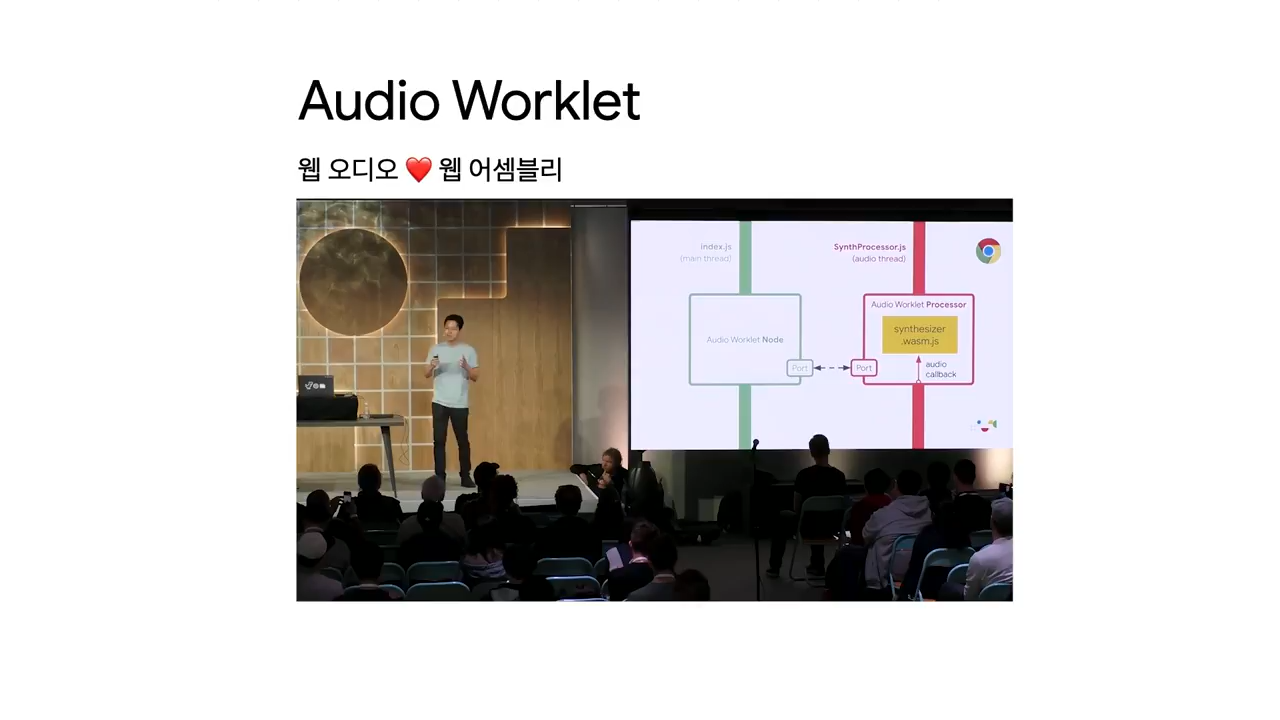 Audio Worklet
웹 오디오 ❤️ 웹 어셈블리
index.js
(main thread)
SynthProcessor.js
(audio thread)
Audio Worklet Node
Port
Port
Audio Worklet Processor
synthesizer
.wasm.js
audio
callback